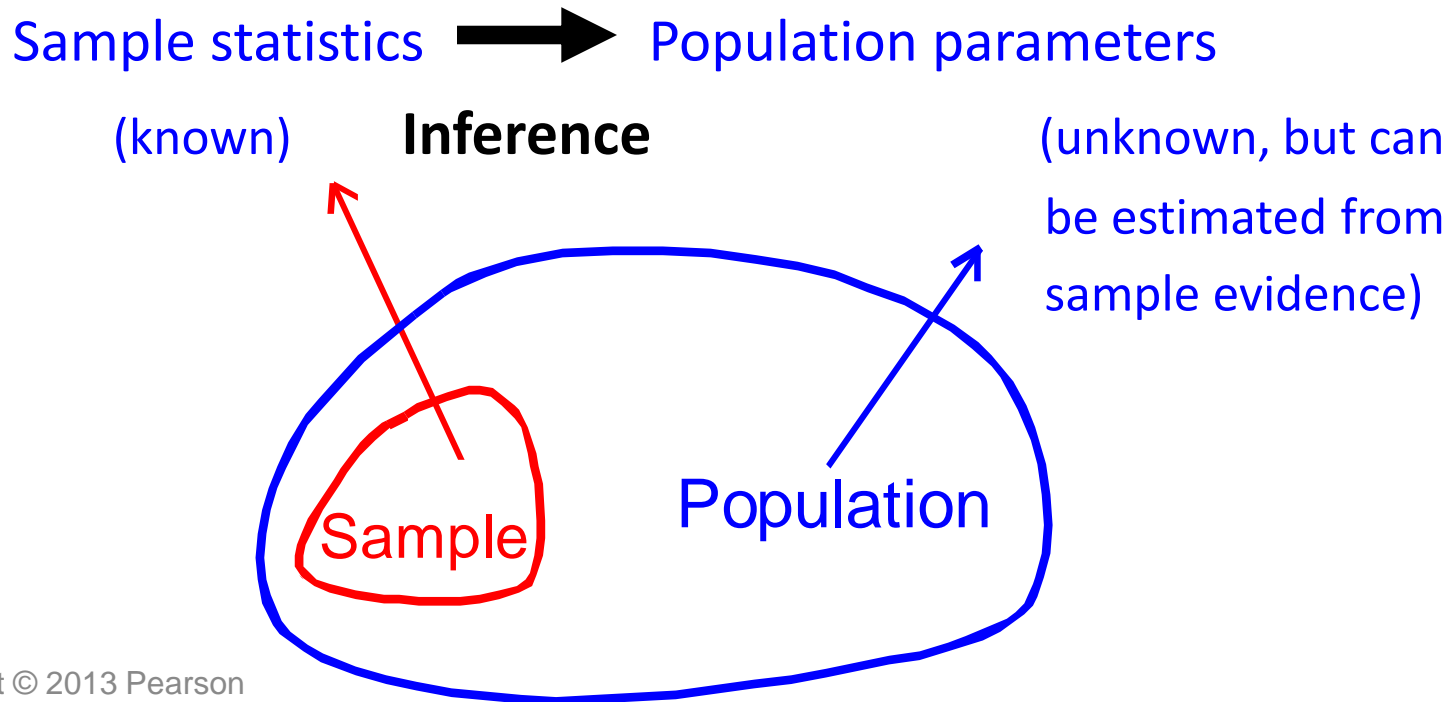 Sample statistics Population parameters
(known) Inference (unknown, but can
be estimated from
sample evidence)
Population
Sample
t © 2013 Pearson